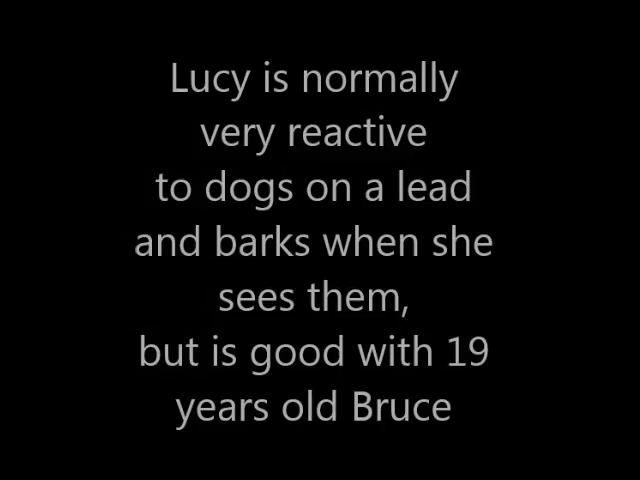 Lucy is normally
very reactive
to dogs on a lead
and barks when she
sees them,
but is good with 19
years old Bruce